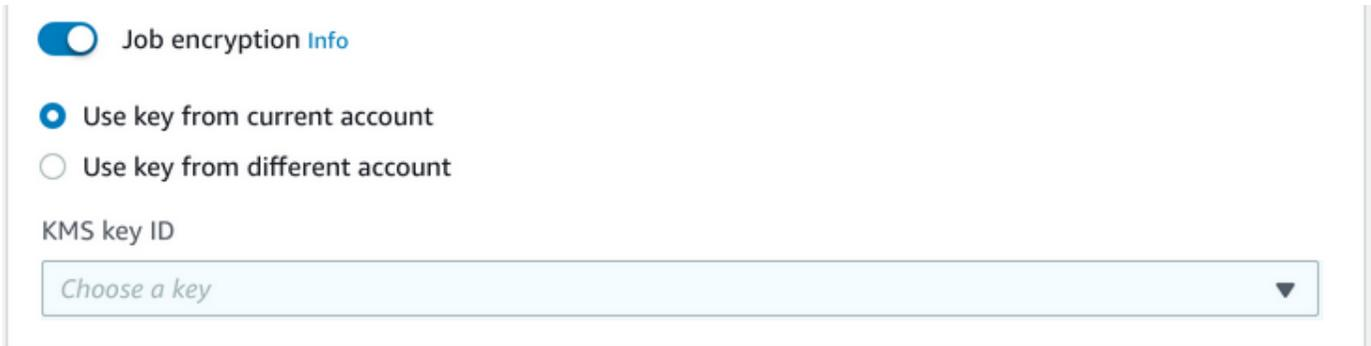 Job encryption Info
Use key from current account
Use key from different account
KMS key ID
Choose a key